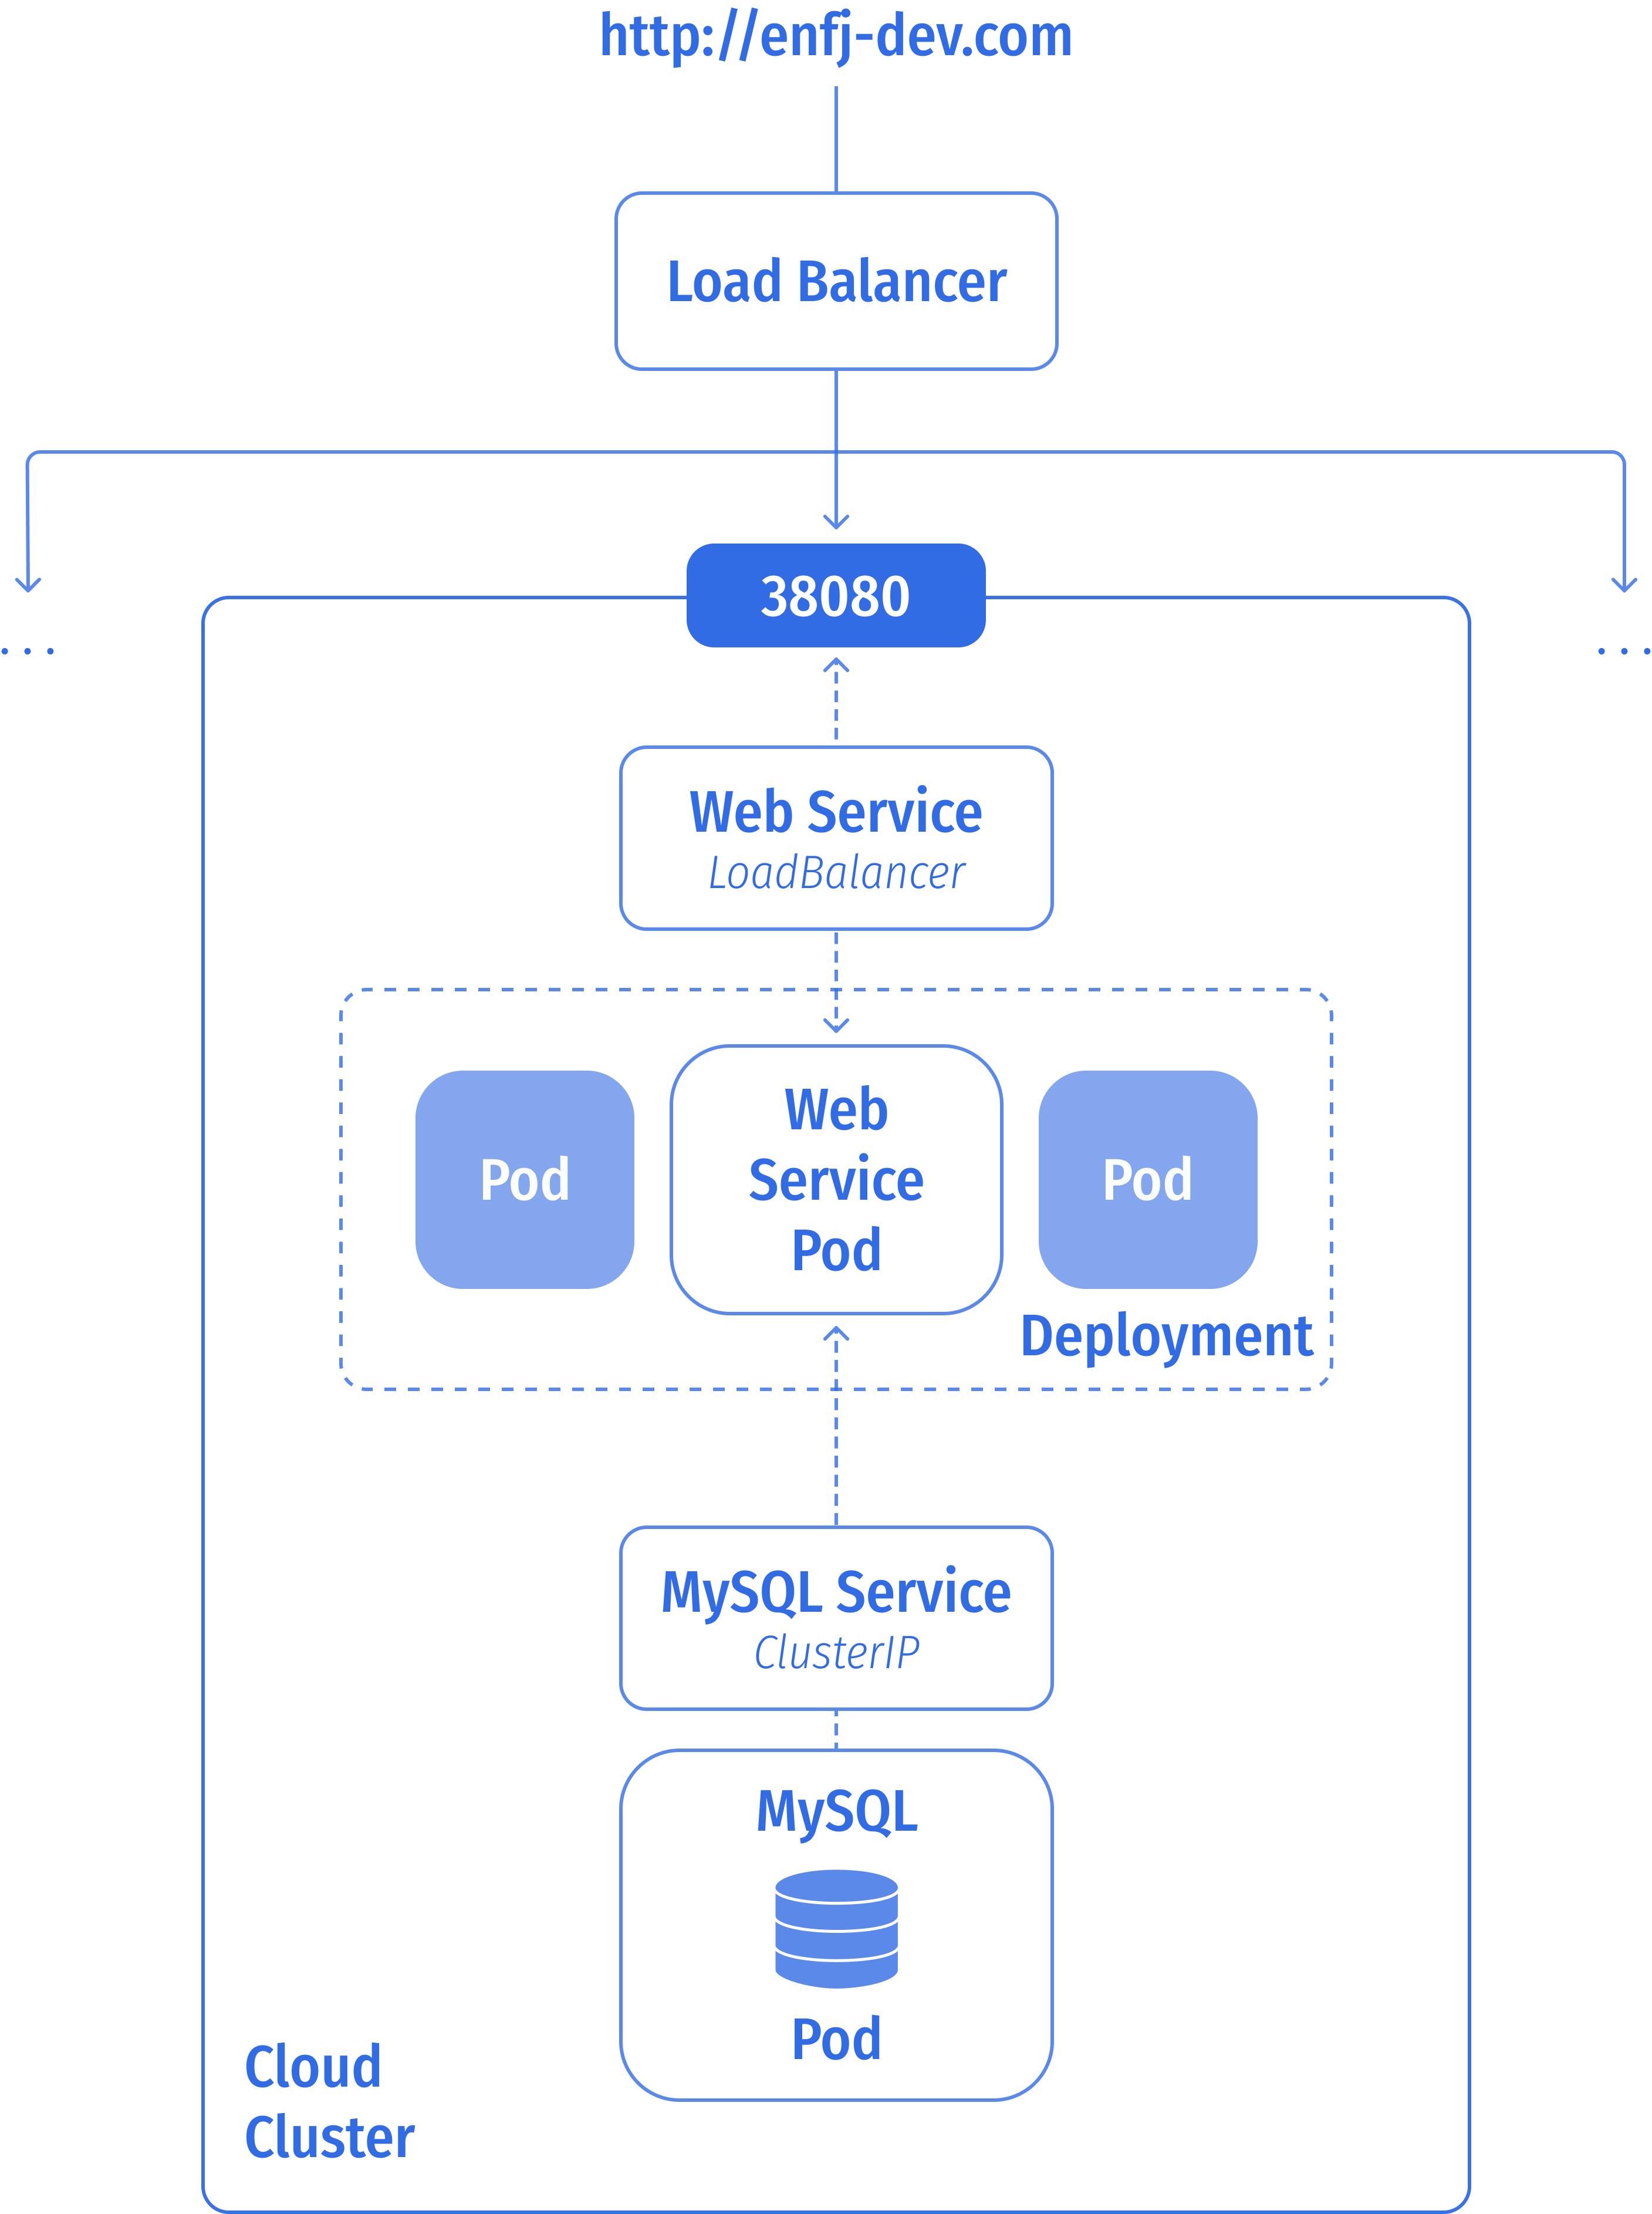 http://enfj-dev.com
Load Balancer
38080
. . .
. . .
Web Service
LoadBalancer
Web
Service
Pod
Pod
Pod
Deployment
MySQL Service
ClusterIP
MySQL
Pod
Cloud
Cluster